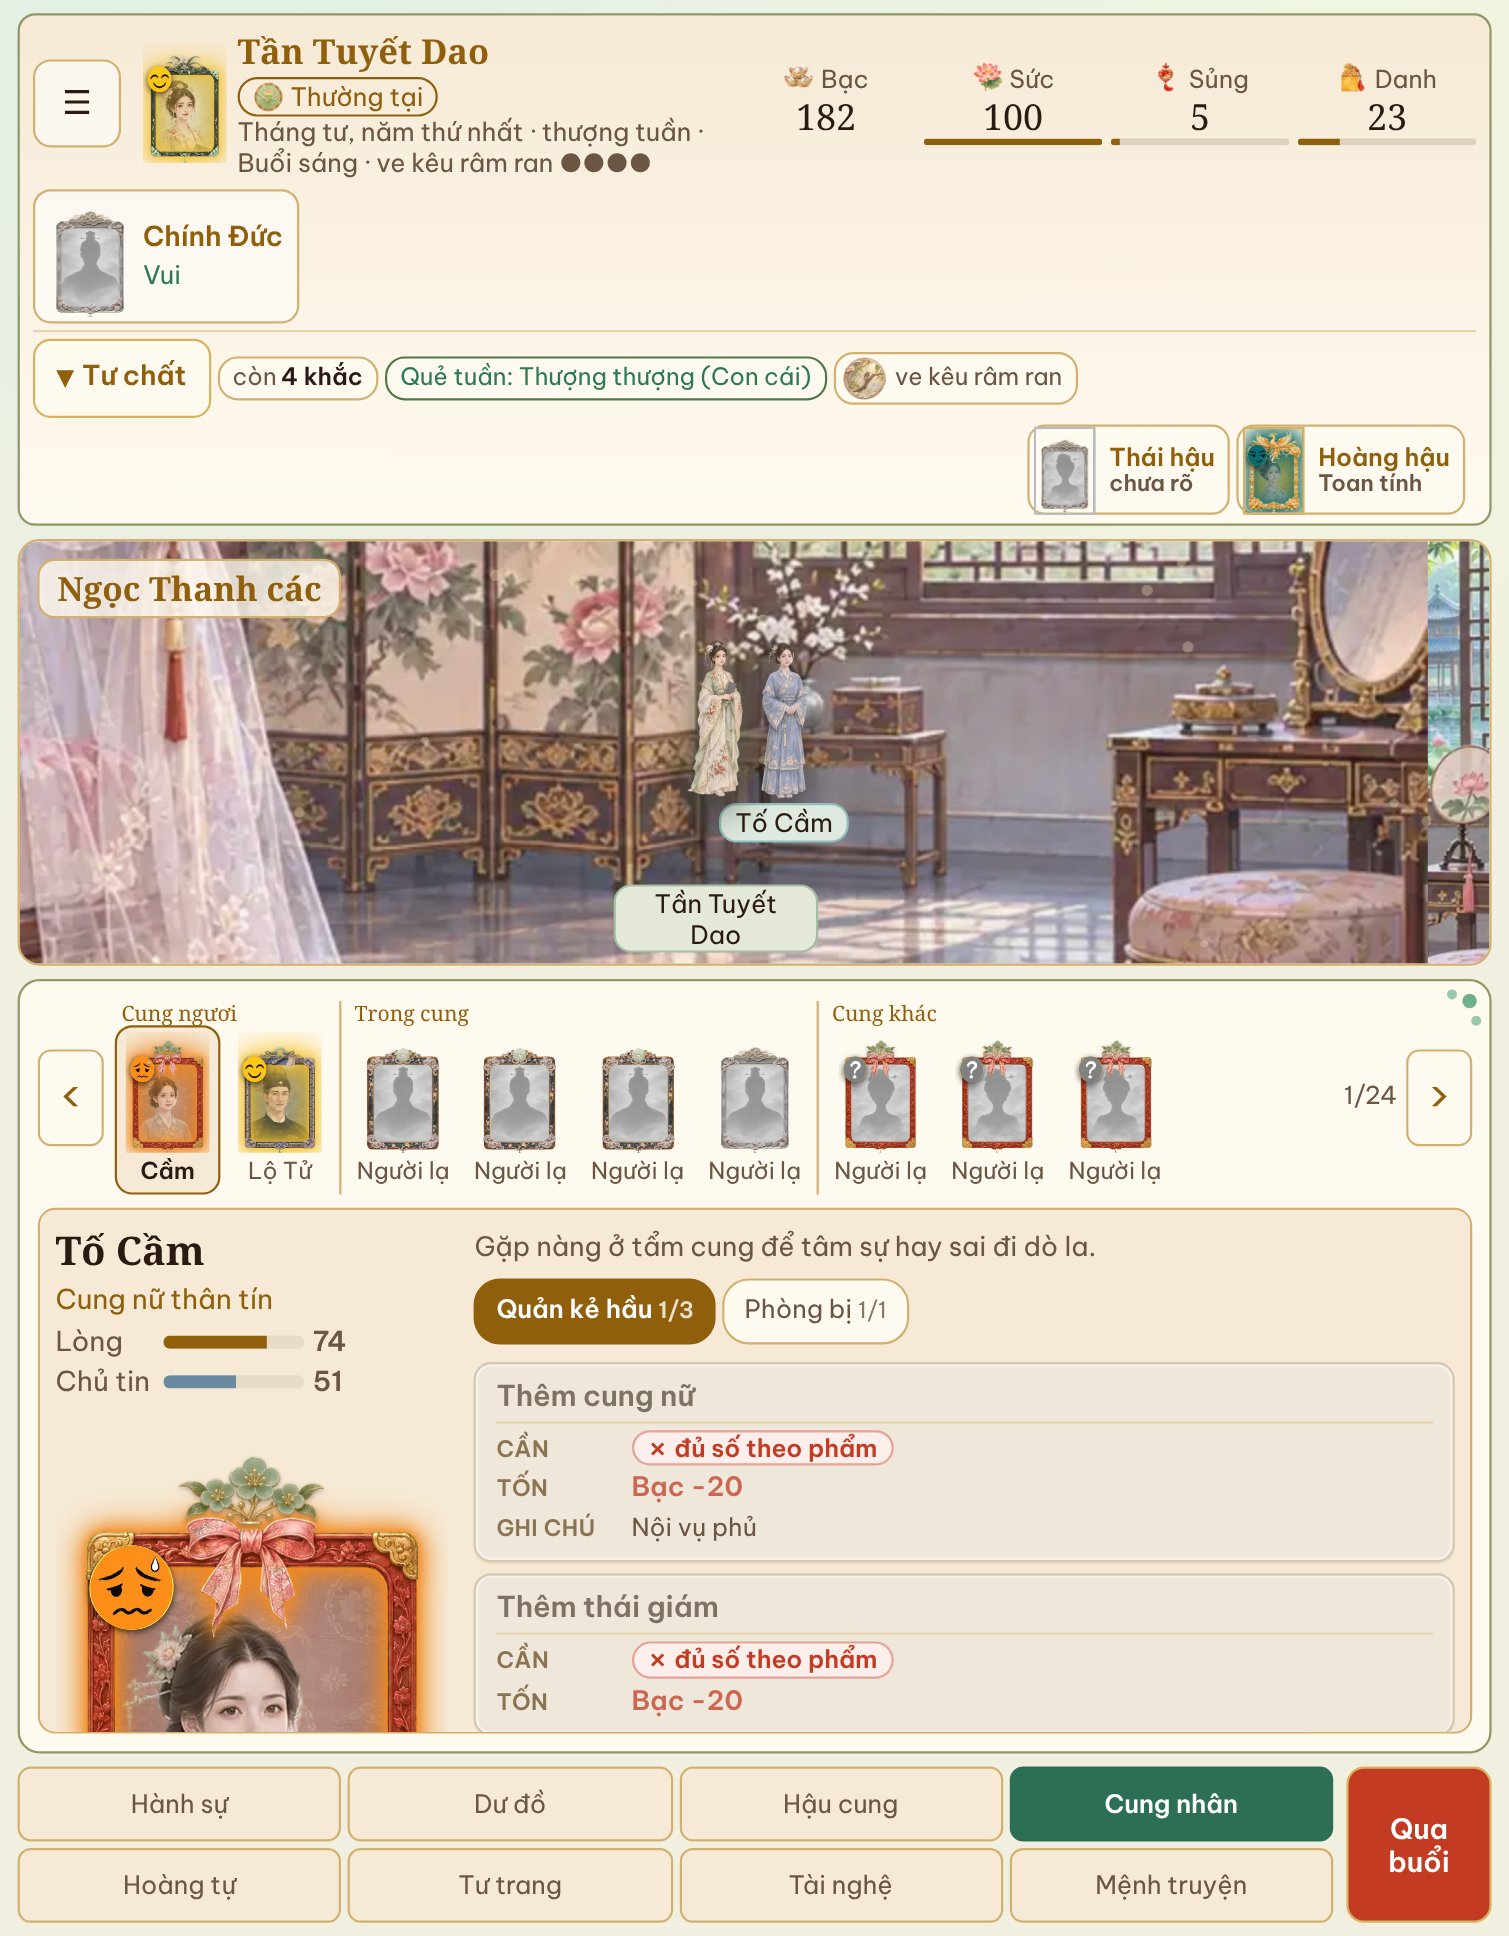 ☰
Tần Tuyết Dao
Thường tại
Tháng tư, năm thứ nhất · thượng tuần ·
Buổi sáng · ve kêu râm ran ●●●●
Bạc
182
Sức
100
Sủng
5
Danh
23
Chính Đức
Vui
▼ Tư chất
còn 4 khắc
Quẻ tuần: Thượng thượng (Con cái)
ve kêu râm ran
Thái hậu
chưa rõ
Hoàng hậu
Toan tính
Ngọc Thanh các
Tố Cầm
Tần Tuyết
Dao
Cung ngươi
Trong cung
Cung khác
<
Cầm
Lộ Tử
Người lạ
Người lạ
Người lạ
Người lạ
?
Người lạ
?
Người lạ
?
Người lạ
1/24
>
Tố Cầm
Cung nữ thân tín
Lòng 74
Chủ tin 51
Gặp nàng ở tẩm cung để tâm sự hay sai đi dò la.
Quản kẻ hầu 1/3
Phòng bị 1/1
Thêm cung nữ
CẦN × đủ số theo phẩm
TỐN Bạc -20
GHI CHÚ Nội vụ phủ
Thêm thái giám
CẦN × đủ số theo phẩm
TỐN Bạc -20
Hành sự
Dư đồ
Hậu cung
Cung nhân
Hoàng tự
Tư trang
Tài nghệ
Mệnh truyện
Qua
buổi